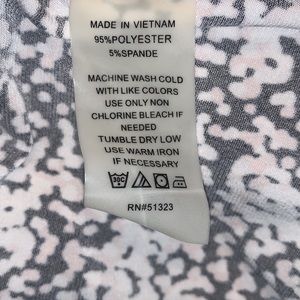 MADE IN VIETNAM
95%POLYESTER
5%SPANDE
MACHINE WASH COLD
WITH LIKE COLORS
USE ONLY NON
CHLORINE BLEACH IF
NEEDED
TUMBLE DRY LOW
USE WARM IRON
IF NECESSARY
30C
RN#51323